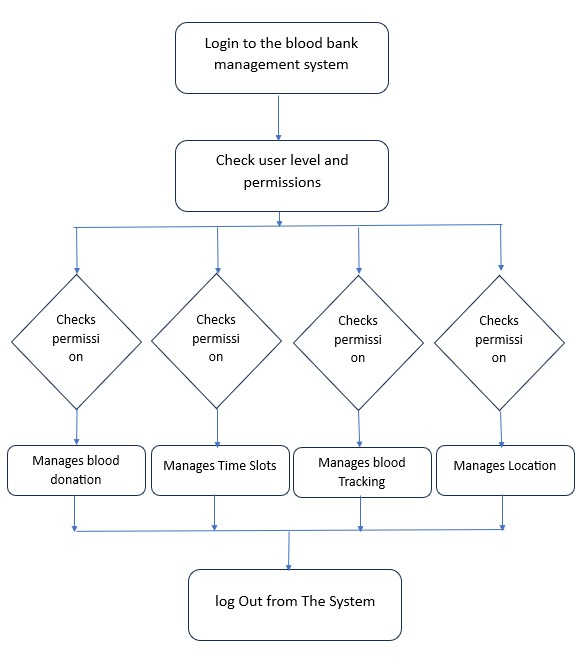 Login to the blood bank
management system
Check user level and
permissions
Checks
permissi
on
Checks
permissi
on
Checks
permissi
on
Checks
permissi
on
Manages blood
donation
Manages Time Slots
Manages blood
Tracking
Manages Location
log Out from The System